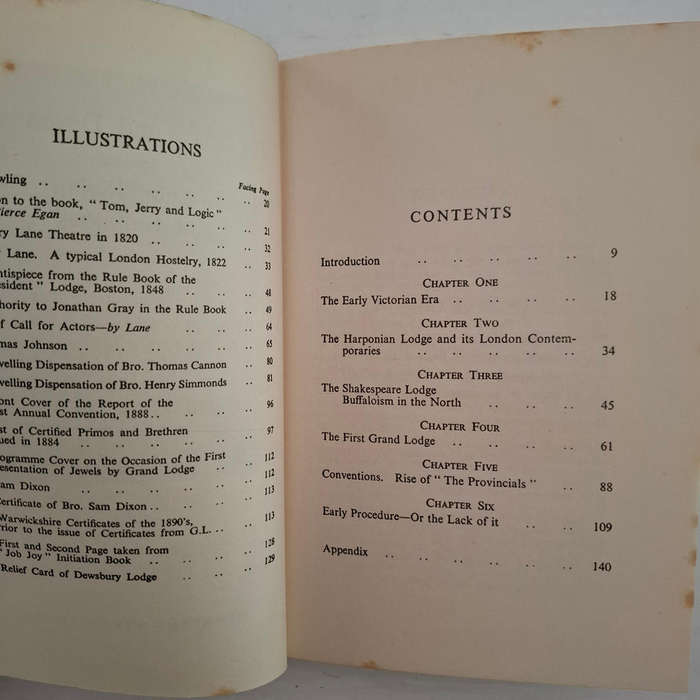 ILLUSTRATIONS
Facing Page
wling .. .. .. .. .. .. 20
on to the book, " Tom, Jerry and Logic "
ierce Egan .. .. .. .. .. 21
ry Lane Theatre in 1820 .. .. .. .. 32
Lane. A typical London Hostelry, 1822 .. 33
ntispiece from the Rule Book of the
esident " Lodge, Boston, 1848 .. .. .. 48
hority to Jonathan Gray in the Rule Book .. 49
f Call for Actors—by Lane .. .. .. 64
mas Johnson .. .. .. .. .. 65
velling Dispensation of Bro. Thomas Cannon .. 80
velling Dispensation of Bro. Henry Simmonds .. 81
ont Cover of the Report of the
st Annual Convention, 1888 .. .. .. 96
st of Certified Primos and Brethren
ued in 1884 .. .. .. .. .. 97
ogramme Cover on the Occasion of the First
esentation of Jewels by Grand Lodge .. .. 112
am Dixon .. .. .. .. .. 112
Certificate of Bro. Sam Dixon .. .. .. 113
Warwickshire Certificates of the 1890's,
rior to the issue of Certificates from G.L. .. .. 113
First and Second Page taken from
"Job Joy" Initiation Book .. .. .. 128
Relief Card of Dewsbury Lodge .. .. .. 129
CONTENTS
Introduction .. .. .. .. .. 9
CHAPTER ONE
The Early Victorian Era .. .. .. .. 18
CHAPTER TWO
The Harponian Lodge and its London Contem-
poraries .. .. .. .. .. 34
CHAPTER THREE
The Shakespeare Lodge
Buffaloism in the North .. .. .. 45
CHAPTER FOUR
The First Grand Lodge .. .. .. .. 61
CHAPTER FIVE
Conventions. Rise of " The Provincials " .. 88
CHAPTER SIX
Early Procedure—Or the Lack of it .. .. 109
Appendix .. .. .. .. .. 140